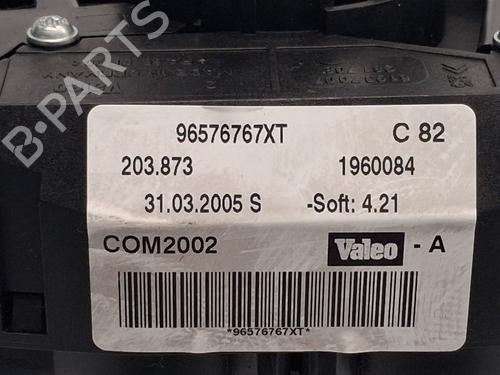 B-PARTS
96576767XT C 82
203.873 1960084
31.03.2005 S -Soft: 4.21
COM2002 Valeo - A
*96576767XT*